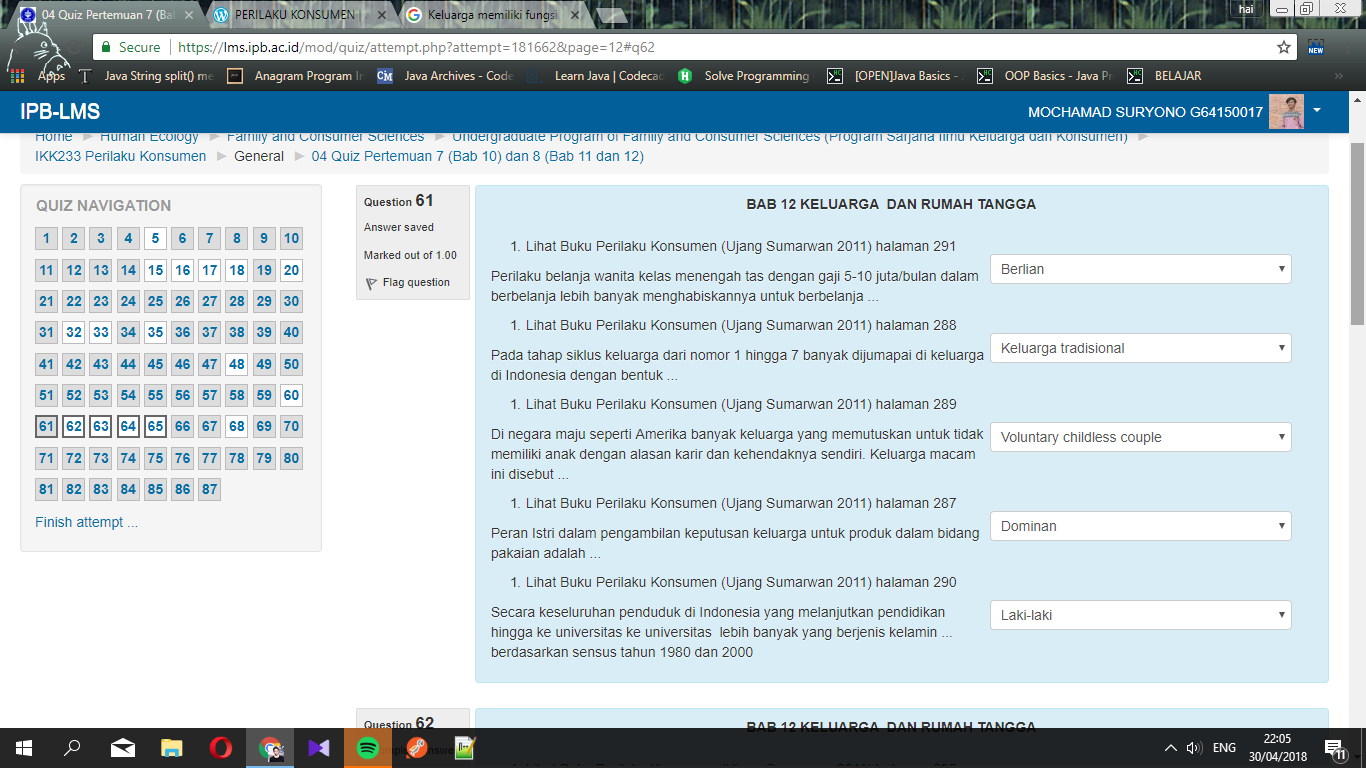 04 Quiz Pertemuan 7 (Bab
PERILAKU KONSUMEN
Keluarga memiliki fungsi
hai
Secure https://lms.ipb.ac.id/mod/quiz/attempt.php?attempt=181662&page=12#q62
NEW
Apps Java String split() me Anagram Program In CM Java Archives - Code Learn Java | Codecad Solve Programming [OPEN]Java Basics - OOP Basics - Java Pr BELAJAR »
IPB-LMS
MOCHAMAD SURYONO G64150017
Home ► Human Ecology ► Family and Consumer Sciences ► Undergraduate Program of Family and Consumer Sciences (Program Sarjana Ilmu Keluarga dan Konsumen) ►
IKK233 Perilaku Konsumen ► General ► 04 Quiz Pertemuan 7 (Bab 10) dan 8 (Bab 11 dan 12)
QUIZ NAVIGATION
1 2 3 4 5 6 7 8 9 10
11 12 13 14 15 16 17 18 19 20
21 22 23 24 25 26 27 28 29 30
31 32 33 34 35 36 37 38 39 40
41 42 43 44 45 46 47 48 49 50
51 52 53 54 55 56 57 58 59 60
61 62 63 64 65 66 67 68 69 70
71 72 73 74 75 76 77 78 79 80
81 82 83 84 85 86 87
Finish attempt ...
Question 61
Answer saved
Marked out of 1.00
Flag question
BAB 12 KELUARGA DAN RUMAH TANGGA
1. Lihat Buku Perilaku Konsumen (Ujang Sumarwan 2011) halaman 291
Perilaku belanja wanita kelas menengah tas dengan gaji 5-10 juta/bulan dalam
berbelanja lebih banyak menghabiskannya untuk berbelanja ...
Berlian
1. Lihat Buku Perilaku Konsumen (Ujang Sumarwan 2011) halaman 288
Pada tahap siklus keluarga dari nomor 1 hingga 7 banyak dijumapai di keluarga
di Indonesia dengan bentuk ...
Keluarga tradisional
1. Lihat Buku Perilaku Konsumen (Ujang Sumarwan 2011) halaman 289
Di negara maju seperti Amerika banyak keluarga yang memutuskan untuk tidak
memiliki anak dengan alasan karir dan kehendaknya sendiri. Keluarga macam
ini disebut ...
Voluntary childless couple
1. Lihat Buku Perilaku Konsumen (Ujang Sumarwan 2011) halaman 287
Peran Istri dalam pengambilan keputusan keluarga untuk produk dalam bidang
pakaian adalah ...
Dominan
1. Lihat Buku Perilaku Konsumen (Ujang Sumarwan 2011) halaman 290
Secara keseluruhan penduduk di Indonesia yang melanjutkan pendidikan
hingga ke universitas ke universitas lebih banyak yang berjenis kelamin ...
berdasarkan sensus tahun 1980 dan 2000
Laki-laki
Question 62
BAB 12 KELUARGA DAN RUMAH TANGGA
ENG
22:05
30/04/2018
11